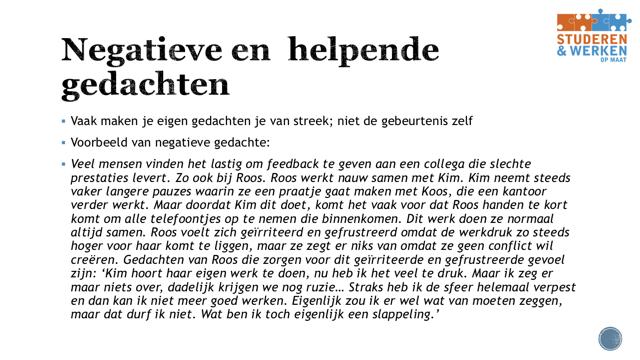 Negatieve en helpende
gedachten
STUDEREN
& WERKEN
OP MAAT
Vaak maken je eigen gedachten je van streek; niet de gebeurtenis zelf
Voorbeeld van negatieve gedachte:
Veel mensen vinden het lastig om feedback te geven aan een collega die slechte
prestaties levert. Zo ook bij Roos. Roos werkt nauw samen met Kim. Kim neemt steeds
vaker langere pauzes waarin ze een praatje gaat maken met Koos, die een kantoor
verder werkt. Maar doordat Kim dit doet, komt het vaak voor dat Roos handen te kort
komt om alle telefoontjes op te nemen die binnenkomen. Dit werk doen ze normaal
altijd samen. Roos voelt zich geïrriteerd en gefrustreerd omdat de werkdruk zo steeds
hoger voor haar komt te liggen, maar ze zegt er niks van omdat ze geen conflict wil
creëren. Gedachten van Roos die zorgen voor dit geïrriteerde en gefrustreerde gevoel
zijn: ‘Kim hoort haar eigen werk te doen, nu heb ik het veel te druk. Maar ik zeg er
maar niets over, dadelijk krijgen we nog ruzie… Straks heb ik de sfeer helemaal verpest
en dan kan ik niet meer goed werken. Eigenlijk zou ik er wel wat van moeten zeggen,
maar dat durf ik niet. Wat ben ik toch eigenlijk een slappeling.’